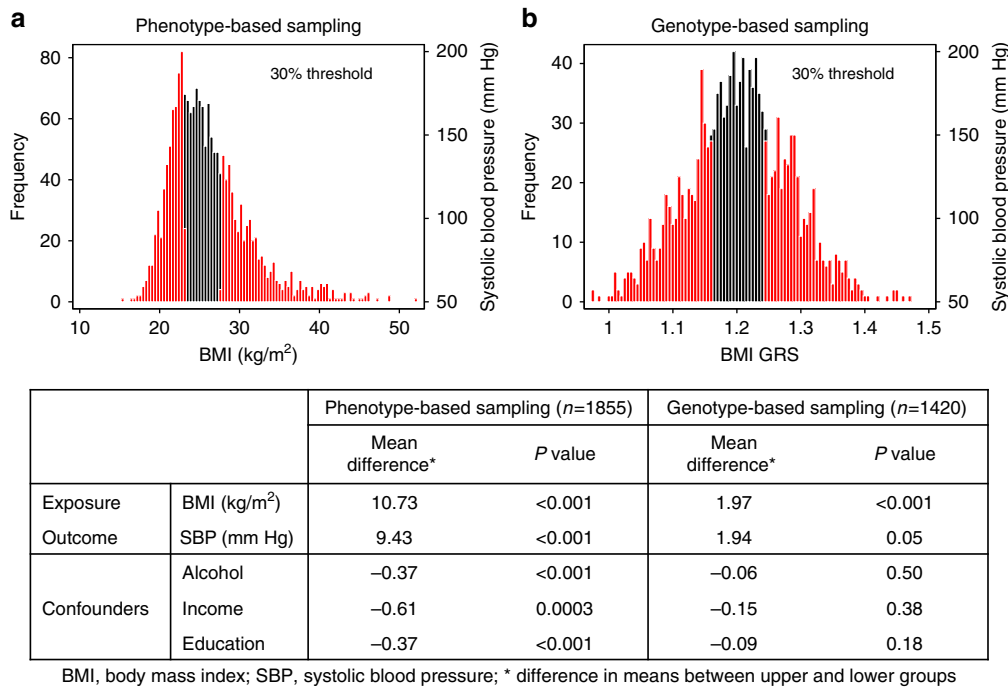 a
Phenotype-based sampling
80
60
40
20
0
Frequency
30% threshold
200
150
100
50
Systolic blood pressure (mm Hg)
10 20 30 40 50
BMI (kg/m²)
b
Genotype-based sampling
40
30
20
10
0
Frequency
30% threshold
200
150
100
50
Systolic blood pressure (mm Hg)
1 1.1 1.2 1.3 1.4 1.5
BMI GRS
Phenotype-based sampling (n=1855) Genotype-based sampling (n=1420)
Mean difference* P value Mean difference* P value
Exposure BMI (kg/m²) 10.73 <0.001 1.97 <0.001
Outcome SBP (mm Hg) 9.43 <0.001 1.94 0.05
Confounders
Alcohol –0.37 <0.001 –0.06 0.50
Income –0.61 0.0003 –0.15 0.38
Education –0.37 <0.001 –0.09 0.18
BMI, body mass index; SBP, systolic blood pressure; * difference in means between upper and lower groups